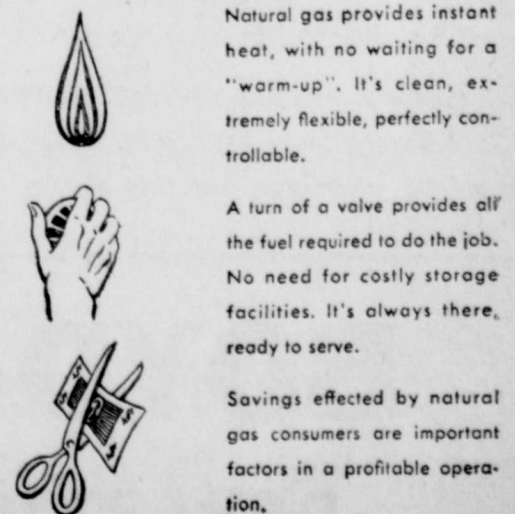 Natural gas provides instant
heat, with no waiting for a
"warm-up". It's clean, ex-
tremely flexible, perfectly con-
trollable.
A turn of a valve provides all
the fuel required to do the job.
No need for costly storage
facilities. It's always there,
ready to serve.
Savings effected by natural
gas consumers are important
factors in a profitable opera-
tion.